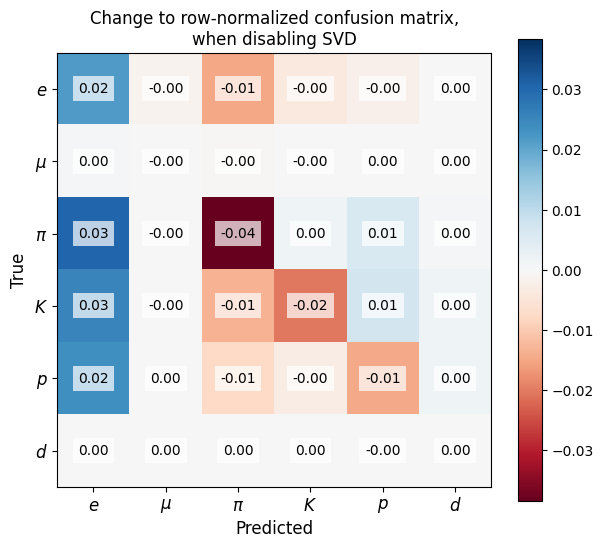 Change to row-normalized confusion matrix,
when disabling SVD
e 0.02 -0.00 -0.01 -0.00 -0.00 0.00
μ 0.00 -0.00 -0.00 -0.00 0.00 0.00
π 0.03 -0.00 -0.04 0.00 0.01 0.00
K 0.03 -0.00 -0.01 -0.02 0.01 0.00
p 0.02 0.00 -0.01 -0.00 -0.01 0.00
d 0.00 0.00 0.00 0.00 -0.00 0.00
e μ π K p d
Predicted
True
0.03
0.02
0.01
0.00
−0.01
−0.02
−0.03